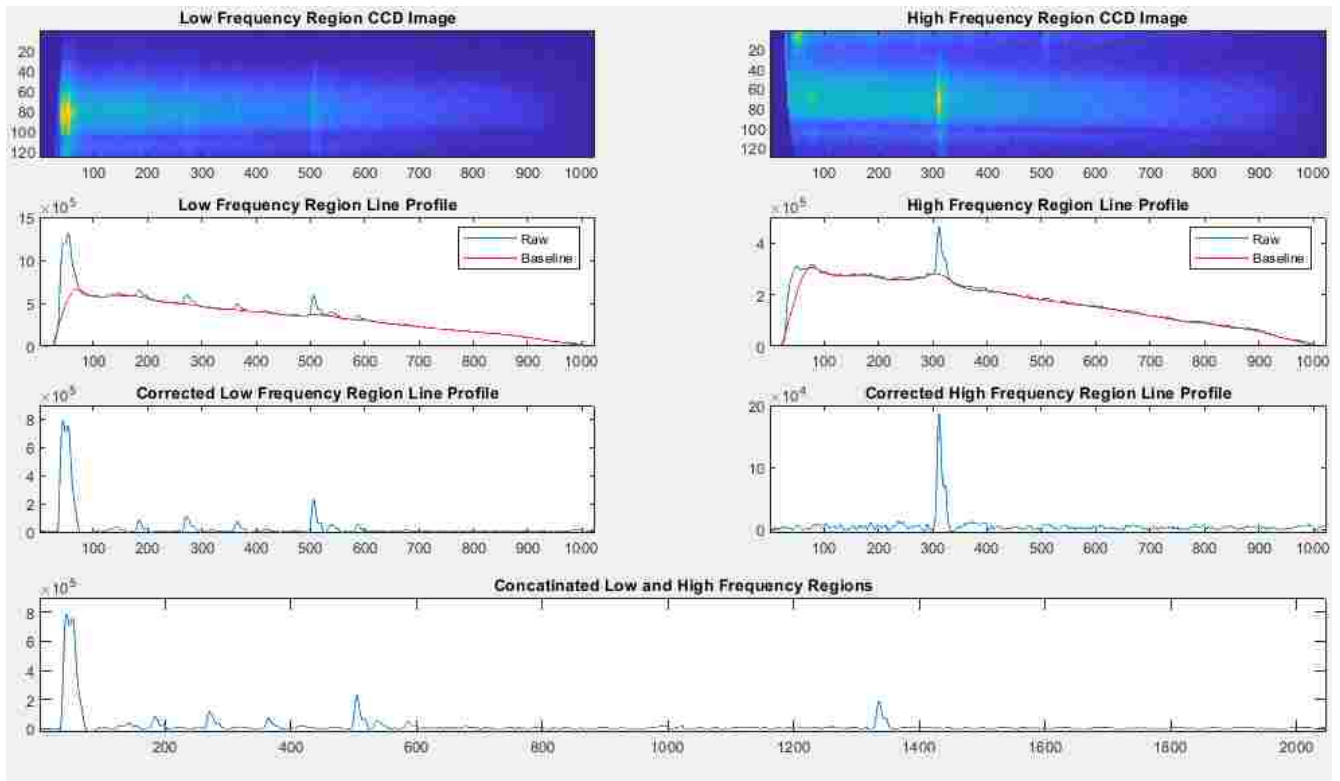 Low Frequency Region CCD Image
20
40
60
80
100
120
100 200 300 400 500 600 700 800 900 1000
High Frequency Region CCD Image
20
40
60
80
100
120
100 200 300 400 500 600 700 800 900 1000
Low Frequency Region Line Profile
×10^5
15
10
5
0
Raw
Baseline
100 200 300 400 500 600 700 800 900 1000
High Frequency Region Line Profile
×10^5
4
2
0
Raw
Baseline
100 200 300 400 500 600 700 800 900 1000
Corrected Low Frequency Region Line Profile
×10^5
8
6
4
2
0
100 200 300 400 500 600 700 800 900 1000
Corrected High Frequency Region Line Profile
×10^4
20
10
0
100 200 300 400 500 600 700 800 900 1000
Concatinated Low and High Frequency Regions
×10^5
8
6
4
2
0
200 400 600 800 1000 1200 1400 1600 1800 2000